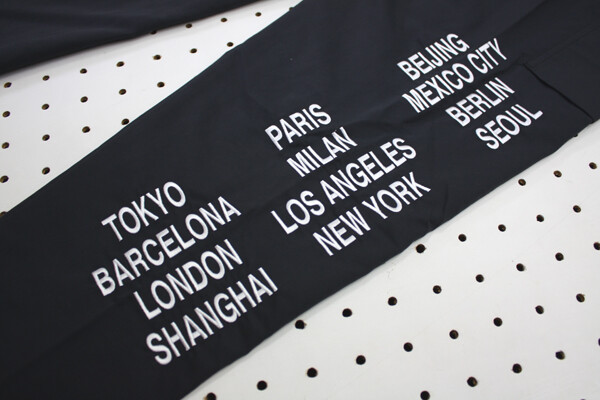 TOKYO
BARCELONA
LONDON
SHANGHAI
PARIS
MILAN
LOS ANGELES
NEW YORK
BEIJING
MEXICO CITY
BERLIN
SEOUL